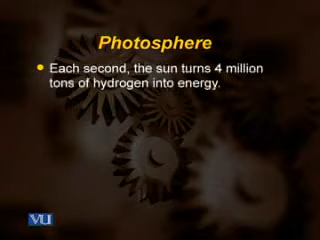 Photosphere
Each second, the sun turns 4 million
tons of hydrogen into energy.
VU